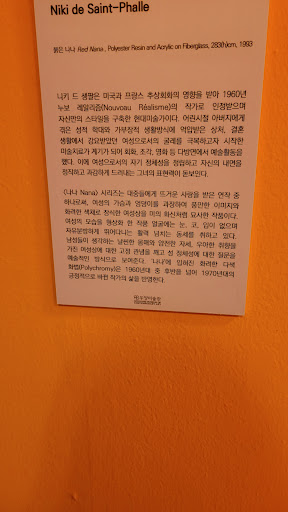 Niki de Saint-Phalle
붉은 나나 Red Nana, Polyester Resin and Acrylic on Fiberglass, 283(h)cm, 1993
니키 드 생팔은 미국과 프랑스 추상회화의 영향을 받아 1960년
누보 레알리즘(Nouveau Réalisme)의 작가로 인정받으며
자신만의 스타일을 구축한 현대미술가이다. 어린시절 아버지에게
겪은 성적 학대와 가부장적 생활방식에 억압받은 상처, 결혼
생활에서 강요받았던 여성으로서의 굴레를 극복하고자 시작한
미술치료가 계기가 되어 회화, 조각, 영화 등 다방면에서 예술활동을
했다. 이에 여성으로서의 자기 정체성을 정립하고 자신의 내면을
정직하고 과감하게 드러내는 그녀의 표현력이 돋보인다.
〈나나 Nana〉 시리즈는 대중들에게 뜨거운 사랑을 받은 연작 중
하나로써, 여성의 가슴과 엉덩이를 과장하여 풍만한 이미지와
화려한 색채로 장식한 여성상을 미의 화신처럼 묘사한 작품이다.
여성의 모습을 형상화 한 작품 얼굴에는 눈, 코, 입이 없으며
자유분방하게 뛰어다니는 활력 넘치는 동세를 취하고 있다.
남성들이 생각하는 날씬한 몸매와 얌전한 자세, 우아한 취향을
가진 여성상에 대한 고정 관념을 깨고 성 정체성에 대한 질문을
예술적인 방식으로 보여준다. '나나'에 입혀진 화려한 다색
화법(Polychromy)은 1960년대 중 후반을 넘어 1970년대의
긍정적으로 바뀐 작가의 삶을 반영한다.